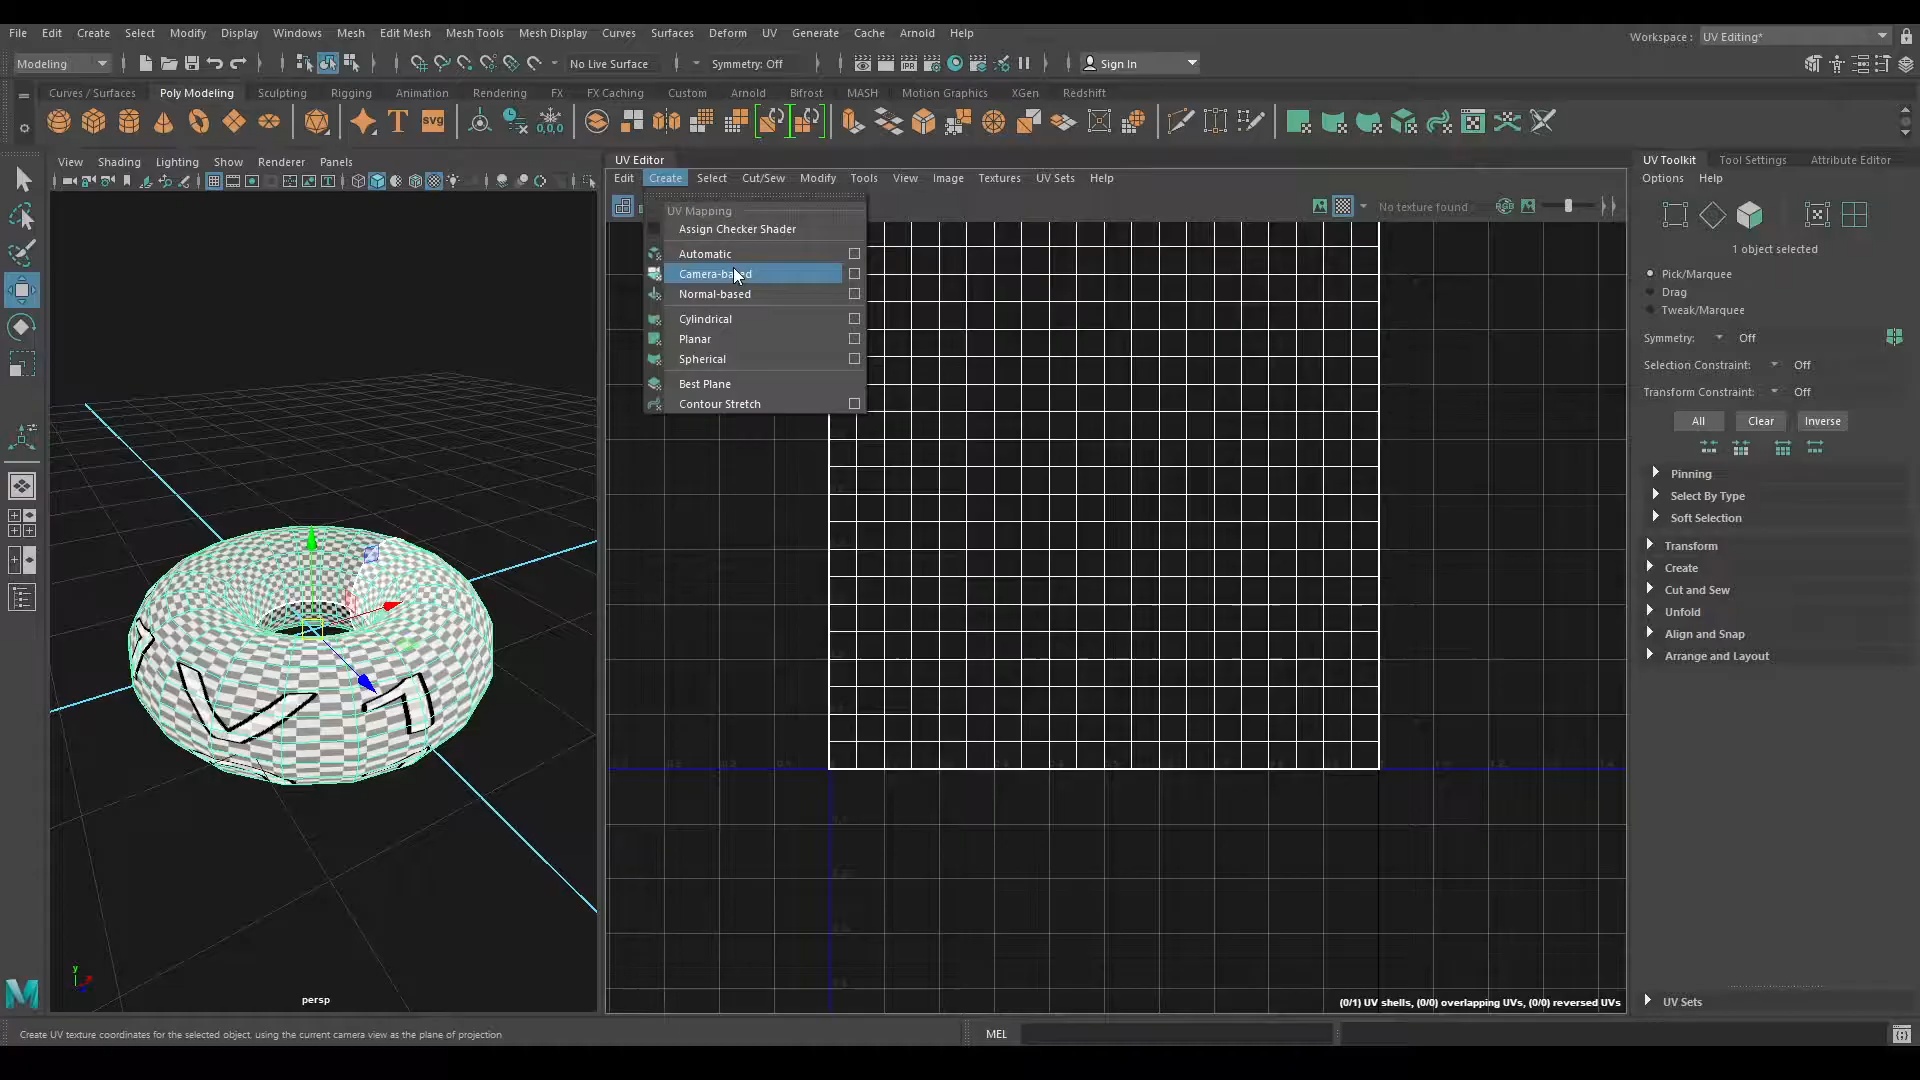 File Edit Create Select Modify Display Windows Mesh Edit Mesh Mesh Tools Mesh Display Curves Surfaces Deform UV Generate Cache Arnold Help
Workspace : UV Editing*
Modeling No Live Surface Symmetry: Off Sign In
Curves / Surfaces Poly Modeling Sculpting Rigging Animation Rendering FX FX Caching Custom Arnold Bifrost MASH Motion Graphics XGen Redshift
T svg 0,0,0
View Shading Lighting Show Renderer Panels
UV Editor
Edit Create Select Cut/Sew Modify Tools View Image Textures UV Sets Help
No texture found
UV Mapping
Assign Checker Shader
Automatic
Camera-based
Normal-based
Cylindrical
Planar
Spherical
Best Plane
Contour Stretch
UV Toolkit Tool Settings Attribute Editor
Options Help
1 object selected
Pick/Marquee
Drag
Tweak/Marquee
Symmetry: Off
Selection Constraint: Off
Transform Constraint: Off
All Clear Inverse
Pinning
Select By Type
Soft Selection
Transform
Create
Cut and Sew
Unfold
Align and Snap
Arrange and Layout
y
persp
(0/1) UV shells, (0/0) overlapping UVs, (0/0) reversed UVs
UV Sets
Create UV texture coordinates for the selected object, using the current camera view as the plane of projection
MEL